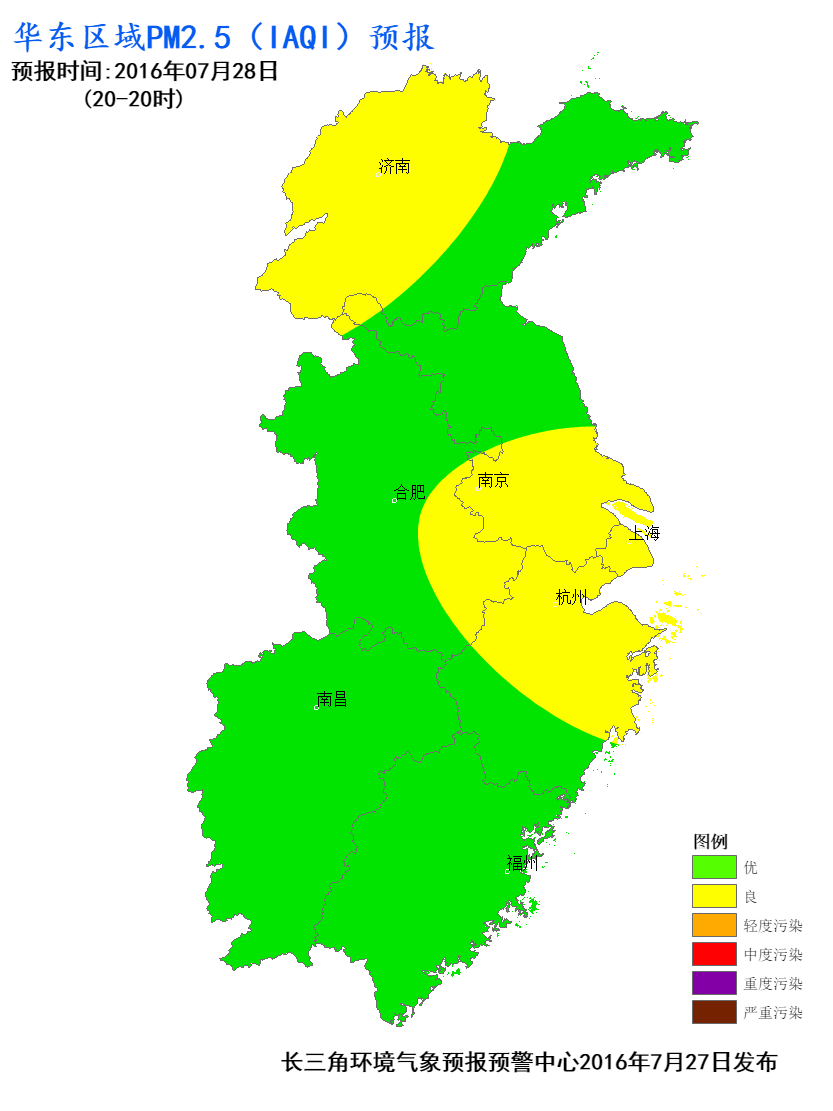 华东区域PM2.5（IAQI）预报
预报时间:2016年07月28日
(20-20时)
济南
南京
合肥
上海
杭州
南昌
福州
图例
优
良
轻度污染
中度污染
重度污染
严重污染
长三角环境气象预报预警中心2016年7月27日发布